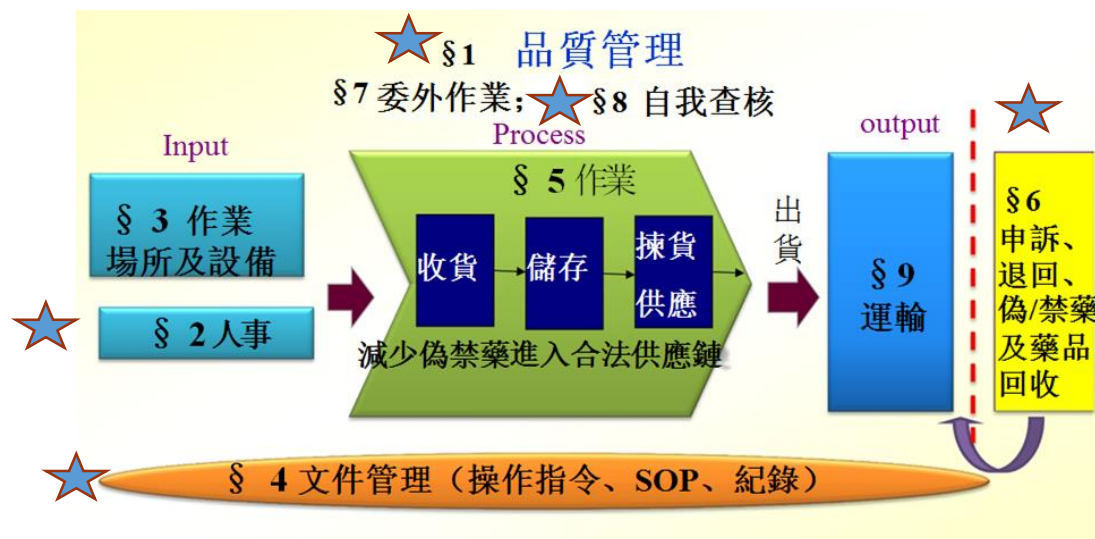 §1 品質管理
§7 委外作業; §8 自我查核
Input
Process
output
§ 3 作業
場所及設備
§ 2 人事
§ 5 作業
收貨
儲存
揀貨
供應
減少偽禁藥進入合法供應鏈
出
貨
§ 9
運輸
§6
申訴、
退回、
偽/禁藥
及藥品
回收
§ 4 文件管理（操作指令、SOP、紀錄）